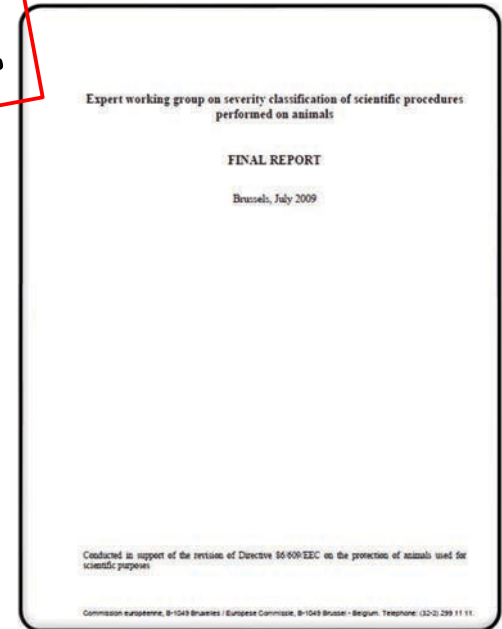 Expert working group on severity classification of scientific procedures
performed on animals
FINAL REPORT
Brussels, July 2009
Conducted in support of the revision of Directive 86/609/EEC on the protection of animals used for
scientific purposes
Commission européenne, B-1049 Bruxelles / Europese Commissie, B-1049 Brussel - Belgium. Telephone: (32-2) 299 11 11.